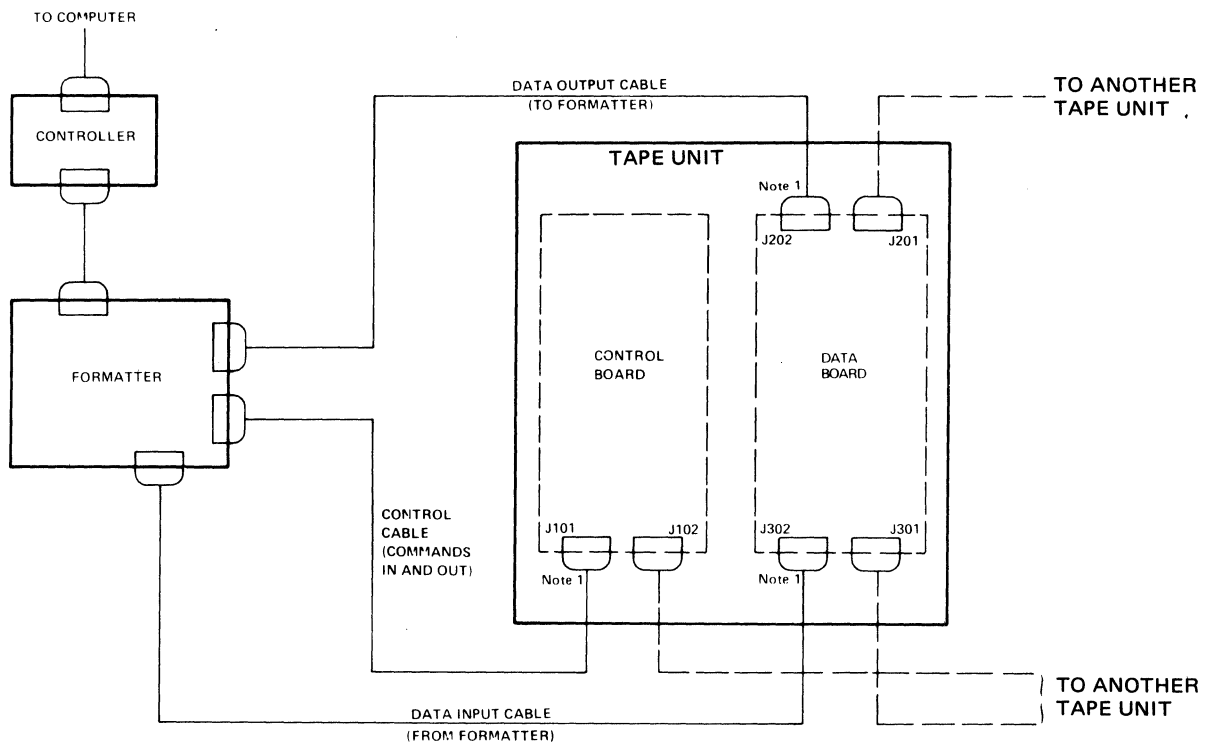 TO COMPUTER
CONTROLLER
FORMATTER
DATA OUTPUT CABLE
(TO FORMATTER)
TO ANOTHER
TAPE UNIT
TAPE UNIT
Note 1
J202
J201
CONTROL
BOARD
DATA
BOARD
CONTROL
CABLE
(COMMANDS
IN AND OUT)
J101
J102
J302
J301
Note 1
Note 1
TO ANOTHER
TAPE UNIT
DATA INPUT CABLE
(FROM FORMATTER)